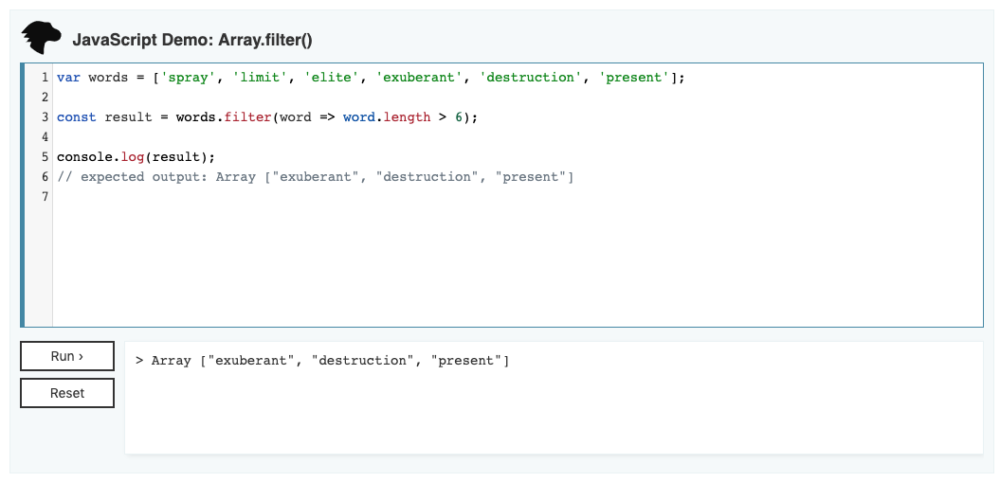 JavaScript Demo: Array.filter()
1 var words = ['spray', 'limit', 'elite', 'exuberant', 'destruction', 'present'];
2
3 const result = words.filter(word => word.length > 6);
4
5 console.log(result);
6 // expected output: Array ["exuberant", "destruction", "present"]
7
Run ›
> Array ["exuberant", "destruction", "present"]
Reset